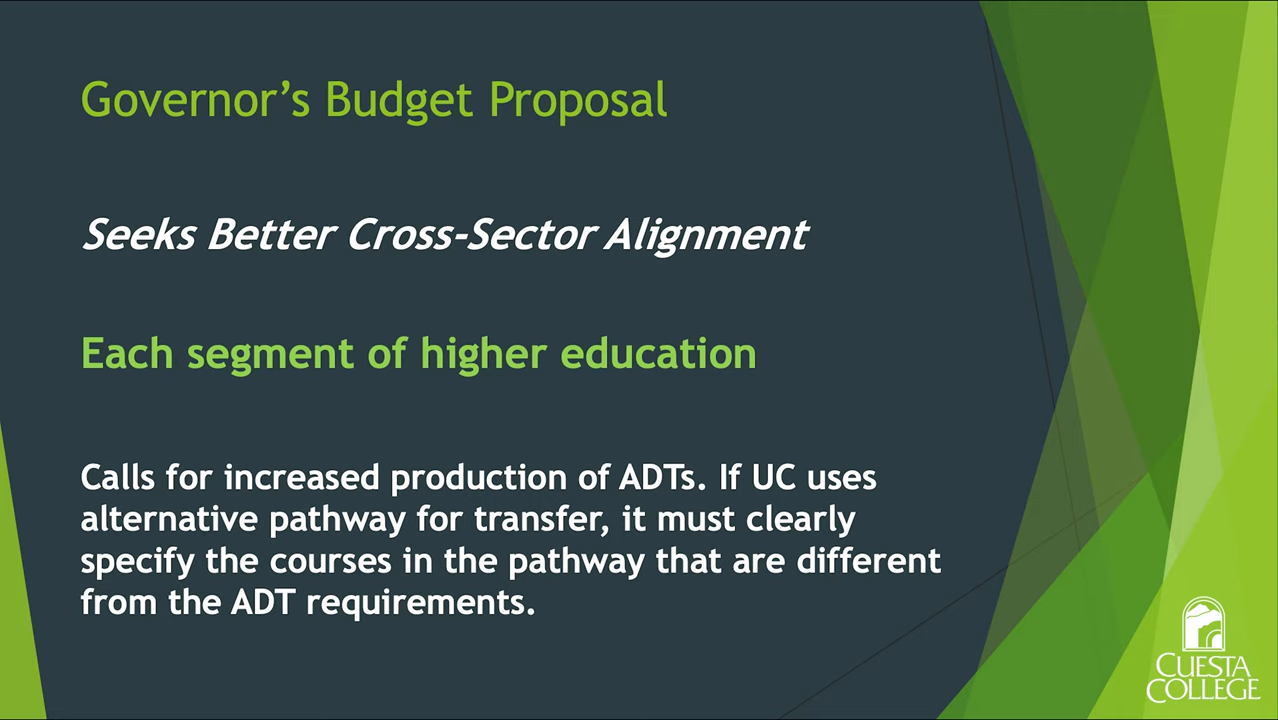 Governor’s Budget Proposal
Seeks Better Cross-Sector Alignment
Each segment of higher education
Calls for increased production of ADTs. If UC uses
alternative pathway for transfer, it must clearly
specify the courses in the pathway that are different
from the ADT requirements.
CUESTA
COLLEGE